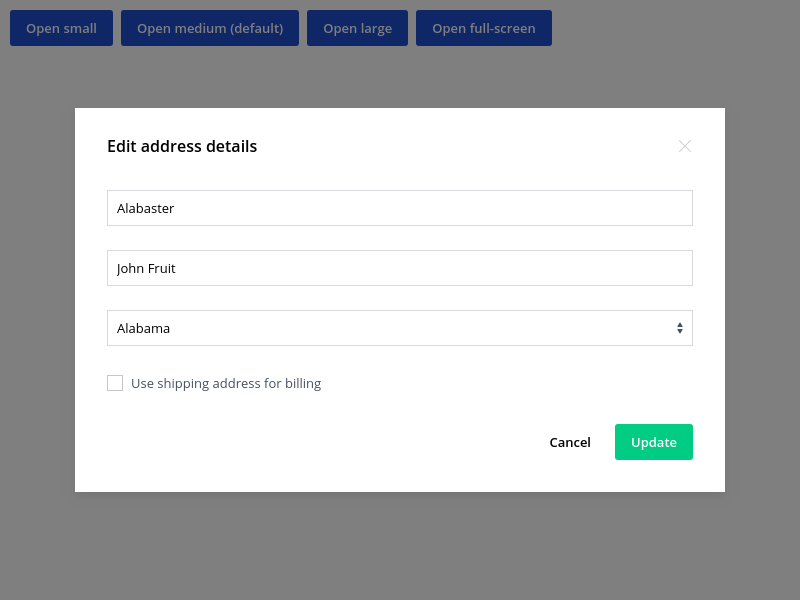 Open small
Open medium (default)
Open large
Open full-screen
Edit address details
Alabaster
John Fruit
Alabama
Use shipping address for billing
Cancel
Update